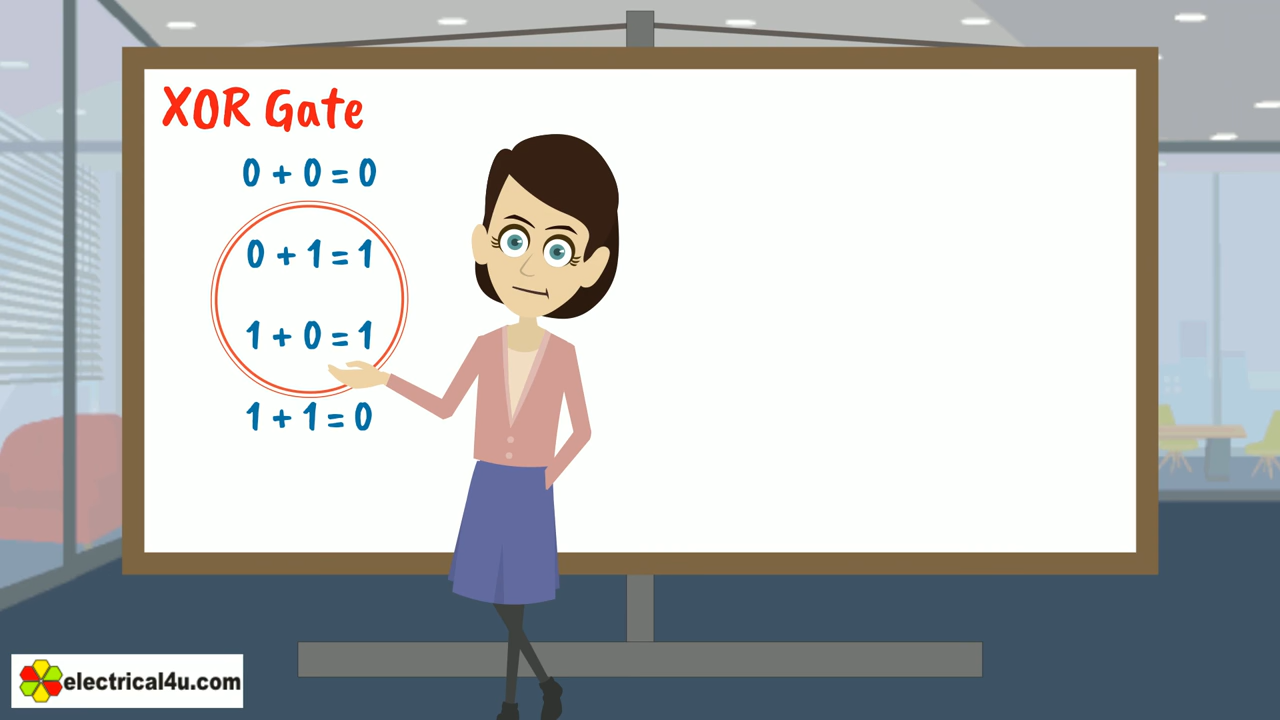 XOR Gate
0 + 0 = 0
0 + 1 = 1
1 + 0 = 1
1 + 1 = 0
electrical4u.com